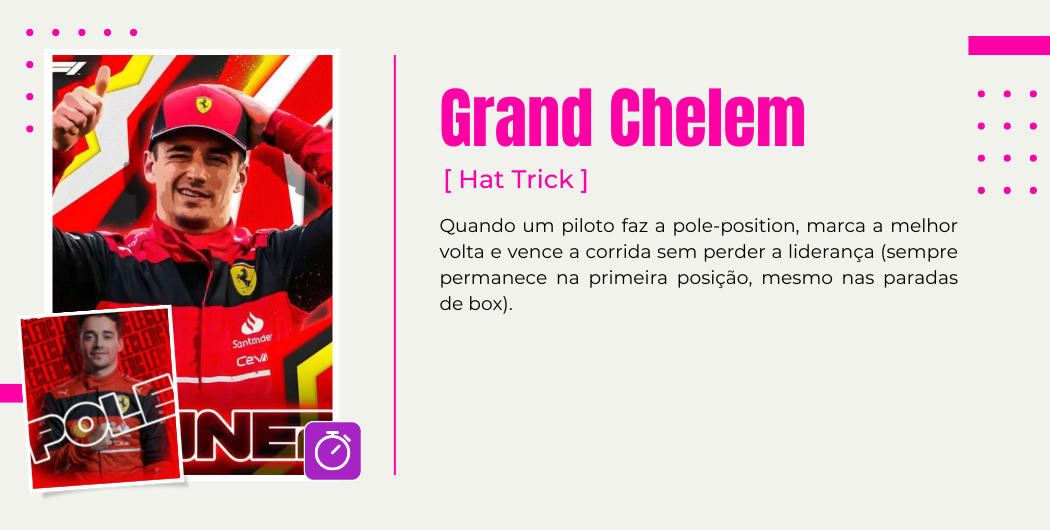 Grand Chelem
[ Hat Trick ]
Quando um piloto faz a pole-position, marca a melhor
volta e vence a corrida sem perder a liderança (sempre
permanece na primeira posição, mesmo nas paradas
de box).
Santander
CEVA
POLE